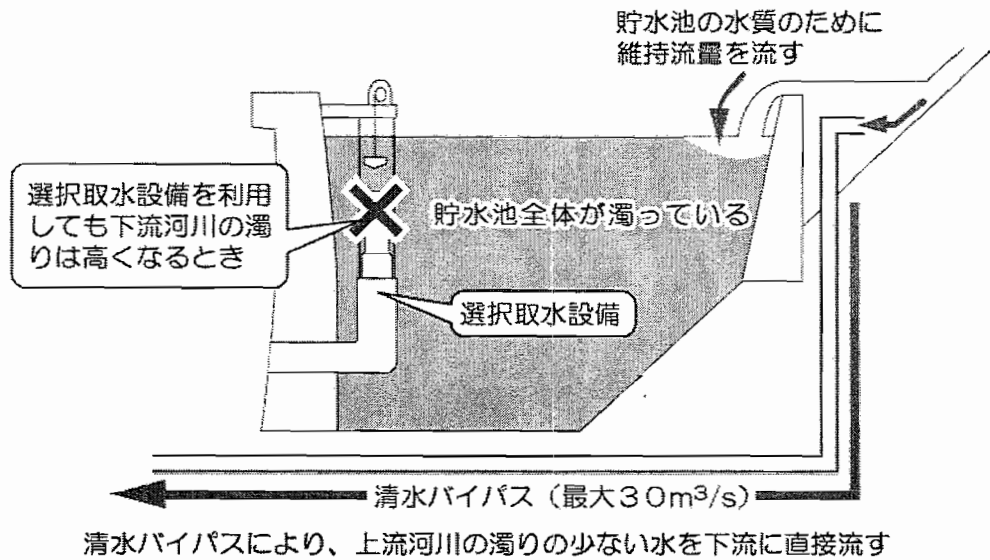 貯水池の水質のために
維持流量を流す
選択取水設備を利用
しても下流河川の濁
りは高くなるとき
貯水池全体が濁っている
選択取水設備
清水バイパス（最大30m³/s）
清水バイパスにより、上流河川の濁りの少ない水を下流に直接流す